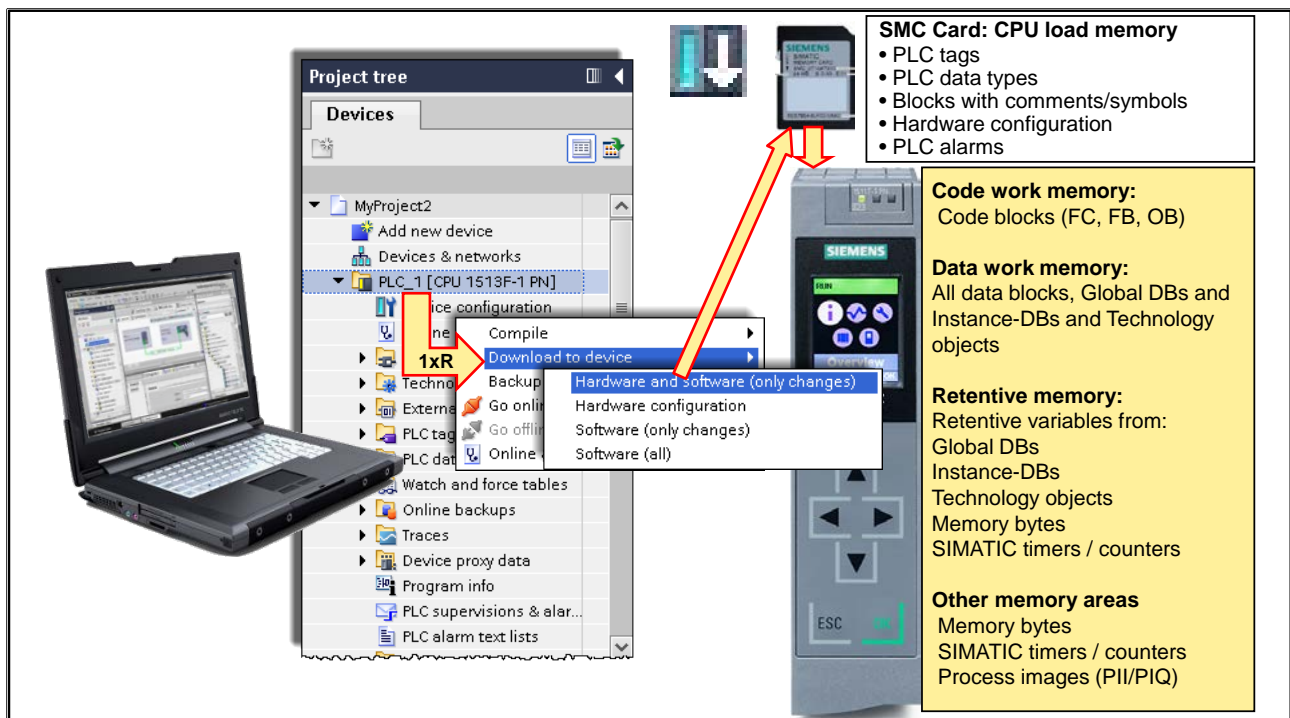 Project tree
Devices
MyProject2
Add new device
Devices & networks
PLC_1 [CPU 1513F-1 PN]
ice configuration
ne
Techno
Externa
PLC tag
PLC dat
Watch and force tables
Online backups
Traces
Device proxy data
Program info
PLC supervisions & alar...
PLC alarm text lists
1xR
Compile
Download to device
Backup
Go onlin
Go offli
Online
Hardware and software (only changes)
Hardware configuration
Software (only changes)
Software (all)
SIEMENS
SIMATIC
SMC Card: CPU load memory
• PLC tags
• PLC data types
• Blocks with comments/symbols
• Hardware configuration
• PLC alarms
SIEMENS
RUN
Overview
ESC
OK
Code work memory:
Code blocks (FC, FB, OB)
Data work memory:
All data blocks, Global DBs and
Instance-DBs and Technology
objects
Retentive memory:
Retentive variables from:
Global DBs
Instance-DBs
Technology objects
Memory bytes
SIMATIC timers / counters
Other memory areas
Memory bytes
SIMATIC timers / counters
Process images (PII/PIQ)